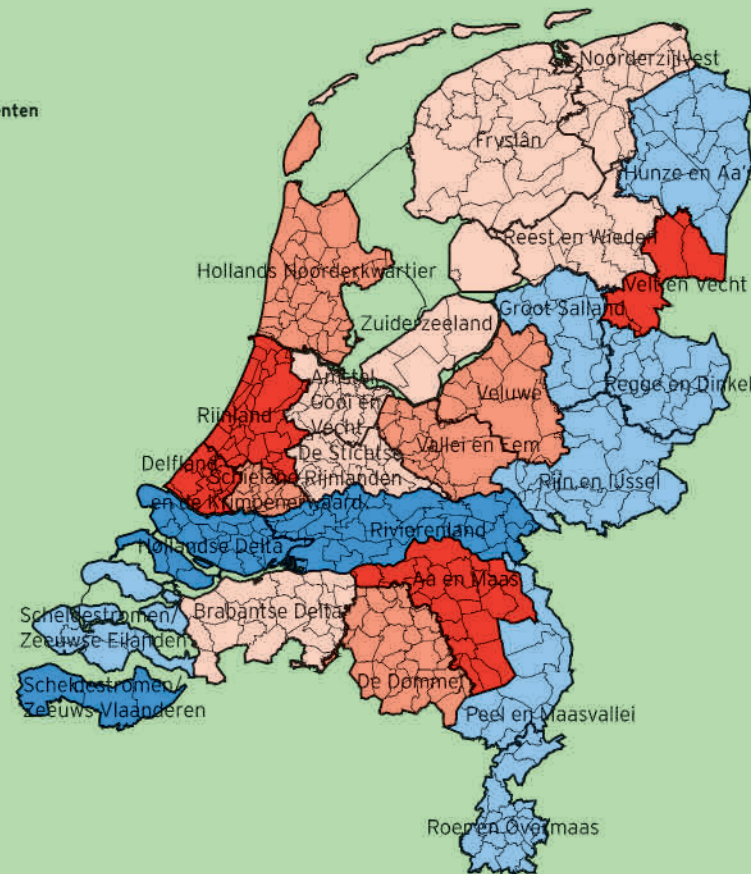 nten
Noorderzijlvest
Fryslân
Hunze en Aa's
Reest en Wieden
Velt en Vecht
Hollands Noorderkwartier
Zuiderzeeland
Groot Salland
Amstel
Gooi en
Vecht
Veluwe
Regge en Dinkel
Rijnland
Vallei en Eem
De Stichtse
Rijnlanden
Delfland
Schieland
en de Krimpenerwaard
Rijn en IJssel
Rivierenland
Hollandse Delta
Aa en Maas
Brabantse Delta
Scheldestromen/
Zeeuwse Eilanden
De Dommel
Scheldestromen/
Zeeuws-Vlaanderen
Peel en Maasvallei
Roer en Overmaas